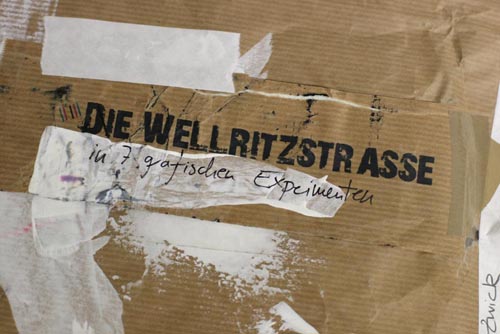 DIE WELLRITZSTRASSE
in 7 grafischen Experimenten